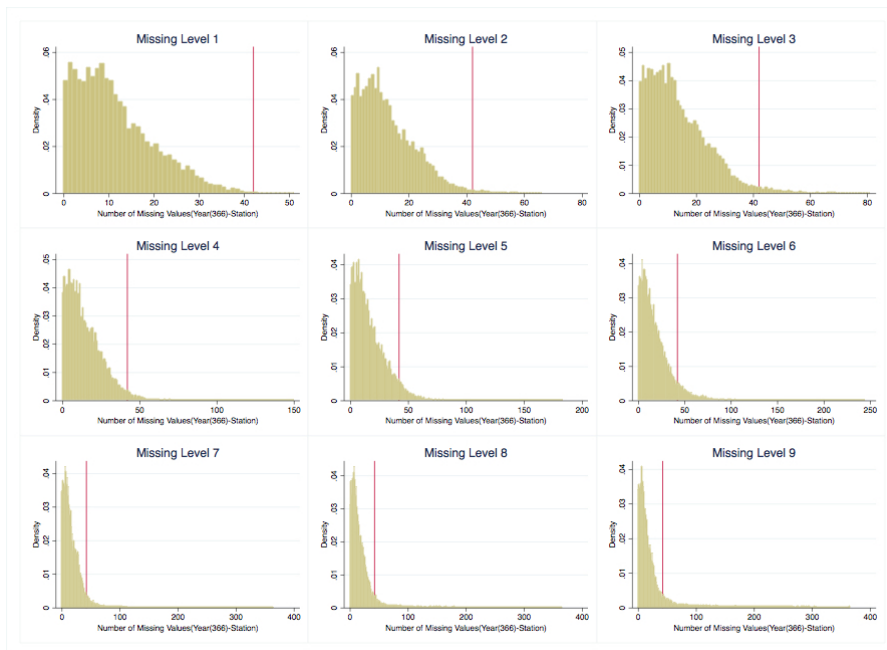 Missing Level 1
Density
0 .02 .04 .06
0 10 20 30 40 50
Number of Missing Values(Year(366)-Station)
Missing Level 2
Density
0 .02 .04 .06
0 20 40 60 80
Number of Missing Values(Year(366)-Station)
Missing Level 3
Density
0 .01 .02 .03 .04 .05
0 20 40 60 80
Number of Missing Values(Year(366)-Station)
Missing Level 4
Density
0 .01 .02 .03 .04 .05
0 50 100 150
Number of Missing Values(Year(366)-Station)
Missing Level 5
Density
0 .01 .02 .03 .04
0 50 100 150 200
Number of Missing Values(Year(366)-Station)
Missing Level 6
Density
0 .01 .02 .03 .04
0 50 100 150 200 250
Number of Missing Values(Year(366)-Station)
Missing Level 7
Density
0 .01 .02 .03 .04
0 100 200 300 400
Number of Missing Values(Year(366)-Station)
Missing Level 8
Density
0 .01 .02 .03 .04
0 100 200 300 400
Number of Missing Values(Year(366)-Station)
Missing Level 9
Density
0 .01 .02 .03 .04
0 100 200 300 400
Number of Missing Values(Year(366)-Station)